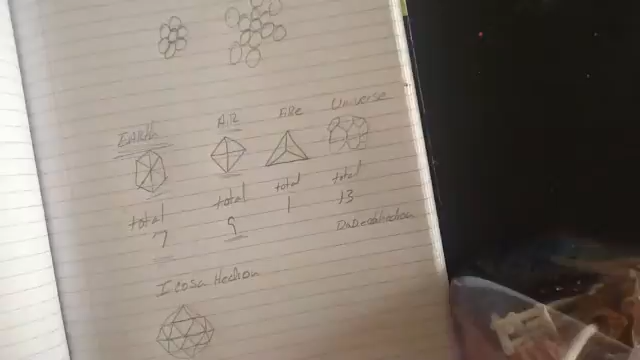 Earth Air Fire Universe
total total total total
7 9 1 13
Dodecahedron
Icosa Hedron